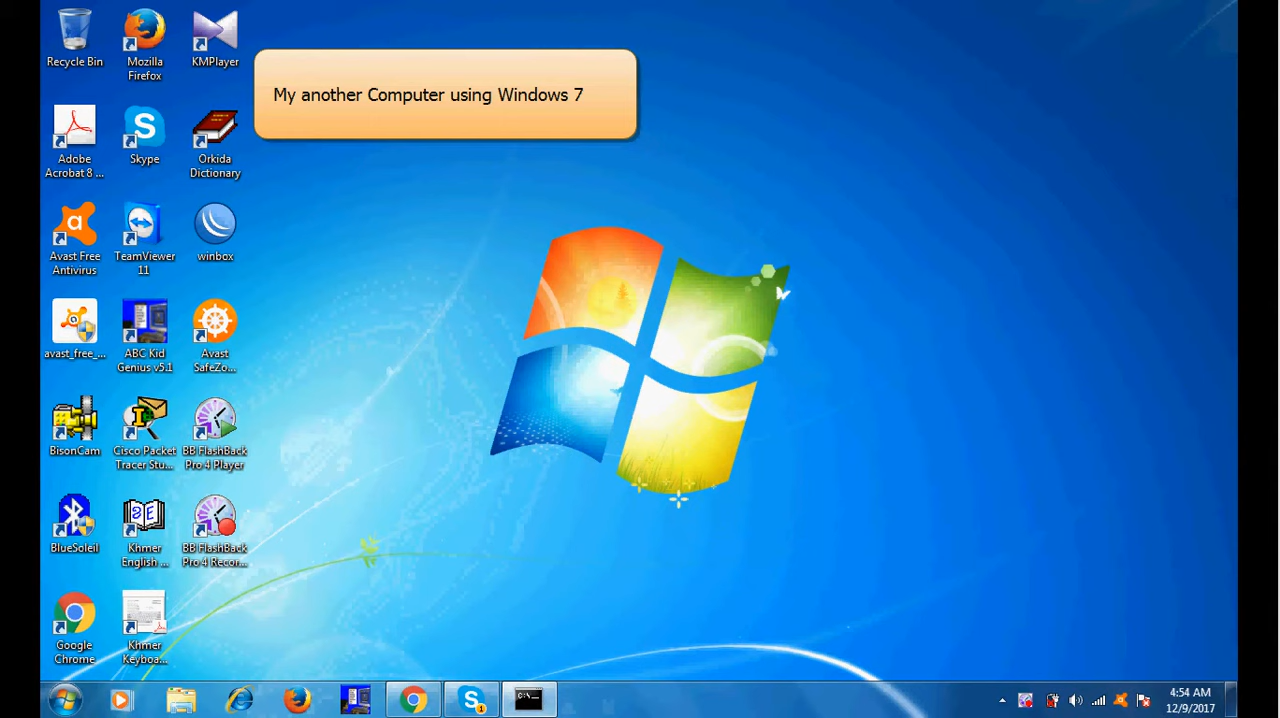 Recycle Bin
Mozilla
Firefox
KMPlayer
My another Computer using Windows 7
Adobe
Acrobat 8 ...
Skype
Orkida
Dictionary
Avast Free
Antivirus
TeamViewer
11
winbox
avast_free_...
ABC Kid
Genius v5.1
Avast
SafeZo...
BisonCam
Cisco Packet
Tracer Stu...
BB FlashBack
Pro 4 Player
BlueSoleil
Khmer
English ...
BB FlashBack
Pro 4 Recor...
Google
Chrome
Khmer
Keyboa...
C:\_
4:54 AM
12/9/2017